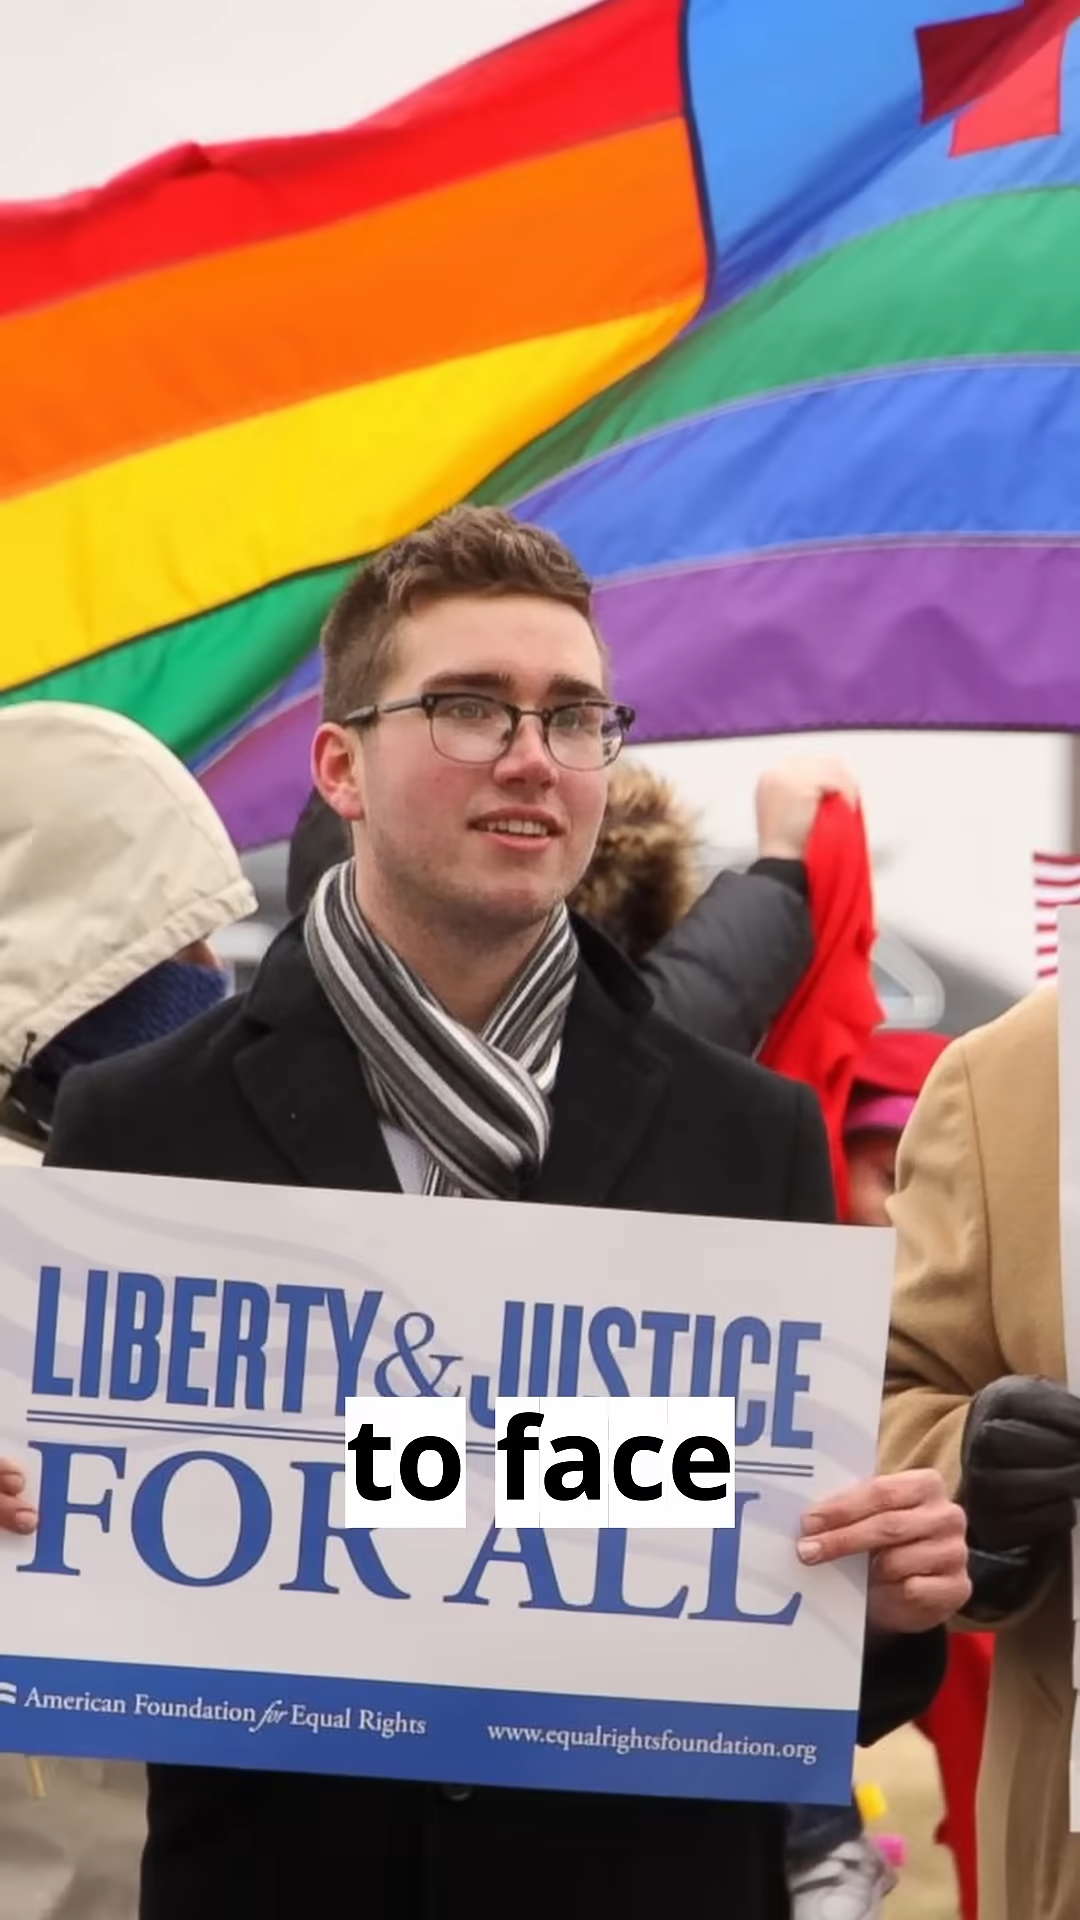 LIBERTY & JUSTICE
to face
FOR ALL
American Foundation for Equal Rights
www.equalrightsfoundation.org